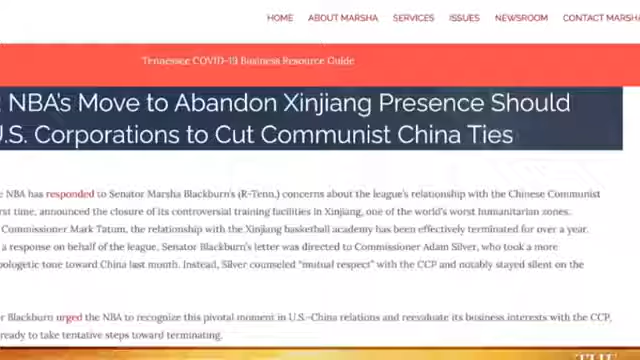 HOME ABOUT MARSHA SERVICES ISSUES NEWSROOM CONTACT MARSHA
Tennessee COVID-19 Business Resource Guide
NBA's Move to Abandon Xinjiang Presence Should
U.S. Corporations to Cut Communist China Ties
NBA has responded to Senator Marsha Blackburn's (R-Tenn.) concerns about the league's relationship with the Chinese Communist
time, announced the closure of its controversial training facilities in Xinjiang, one of the world's worst humanitarian zones.
Commissioner Mark Tatum, the relationship with the Xinjiang basketball academy has been effectively terminated for over a year.
a response on behalf of the league, Senator Blackburn's letter was directed to Commissioner Adam Silver, who took a more
tone toward China last month. Instead, Silver counseled "mutual respect" with the CCP and notably stayed silent on the
Blackburn urged the NBA to recognize this pivotal moment in U.S.-China relations and reevaluate its business interests with the CCP,
ready to take tentative steps toward terminating.
THE